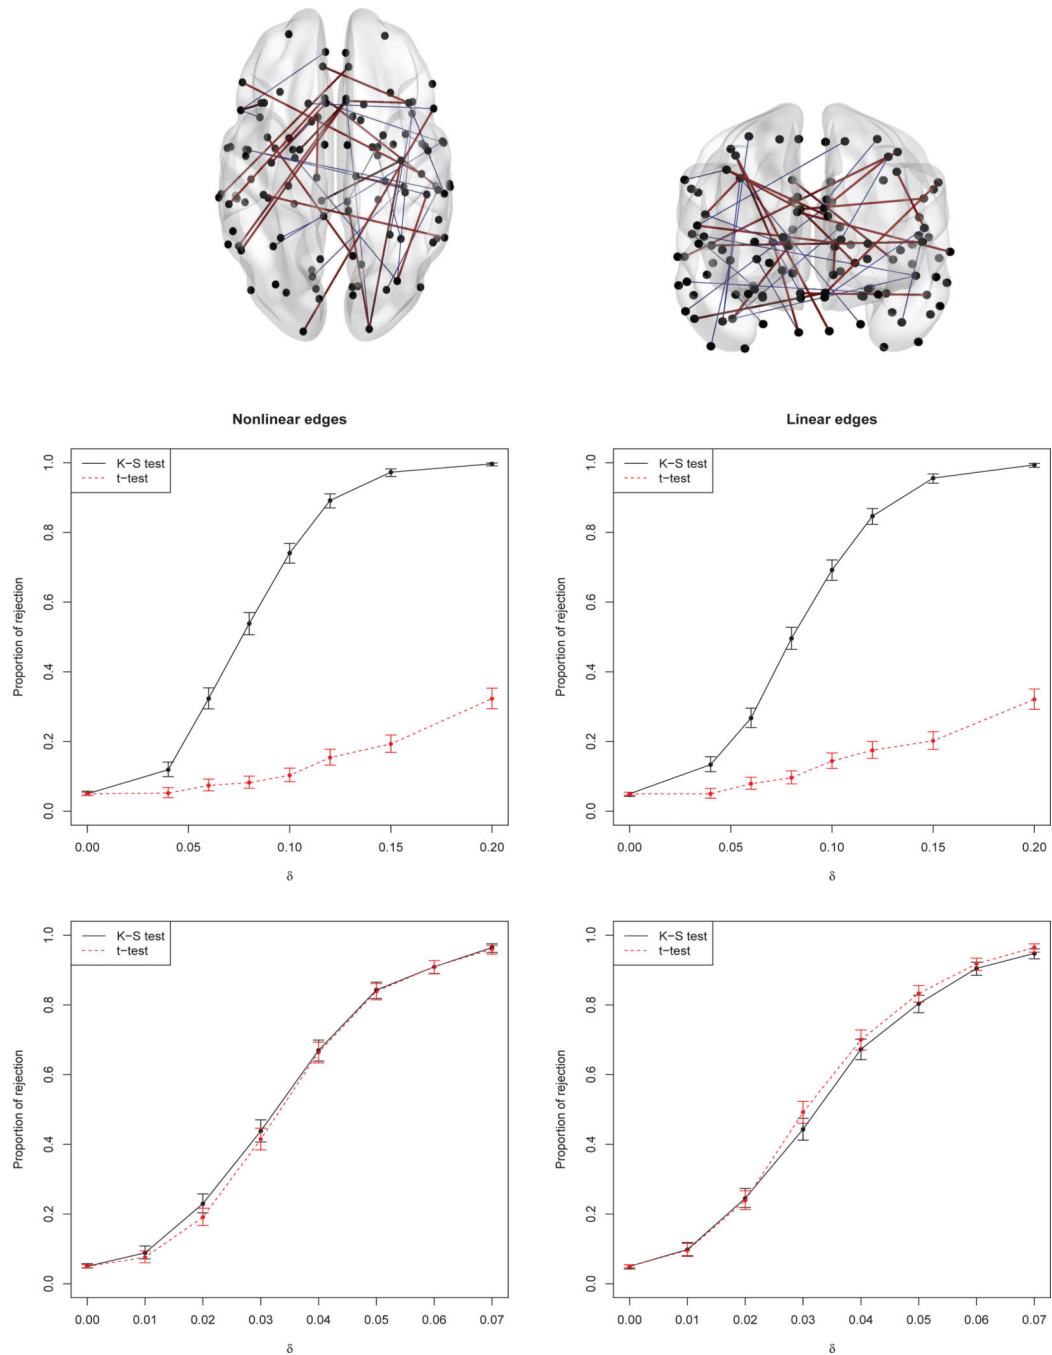 Nonlinear edges
Linear edges
K−S test
t−test
Proportion of rejection
1.0
0.8
0.6
0.4
0.2
0.0
0.00 0.05 0.10 0.15 0.20
δ
K−S test
t−test
Proportion of rejection
1.0
0.8
0.6
0.4
0.2
0.0
0.00 0.05 0.10 0.15 0.20
δ
K−S test
t−test
Proportion of rejection
1.0
0.8
0.6
0.4
0.2
0.0
0.00 0.01 0.02 0.03 0.04 0.05 0.06 0.07
δ
K−S test
t−test
Proportion of rejection
1.0
0.8
0.6
0.4
0.2
0.0
0.00 0.01 0.02 0.03 0.04 0.05 0.06 0.07
δ